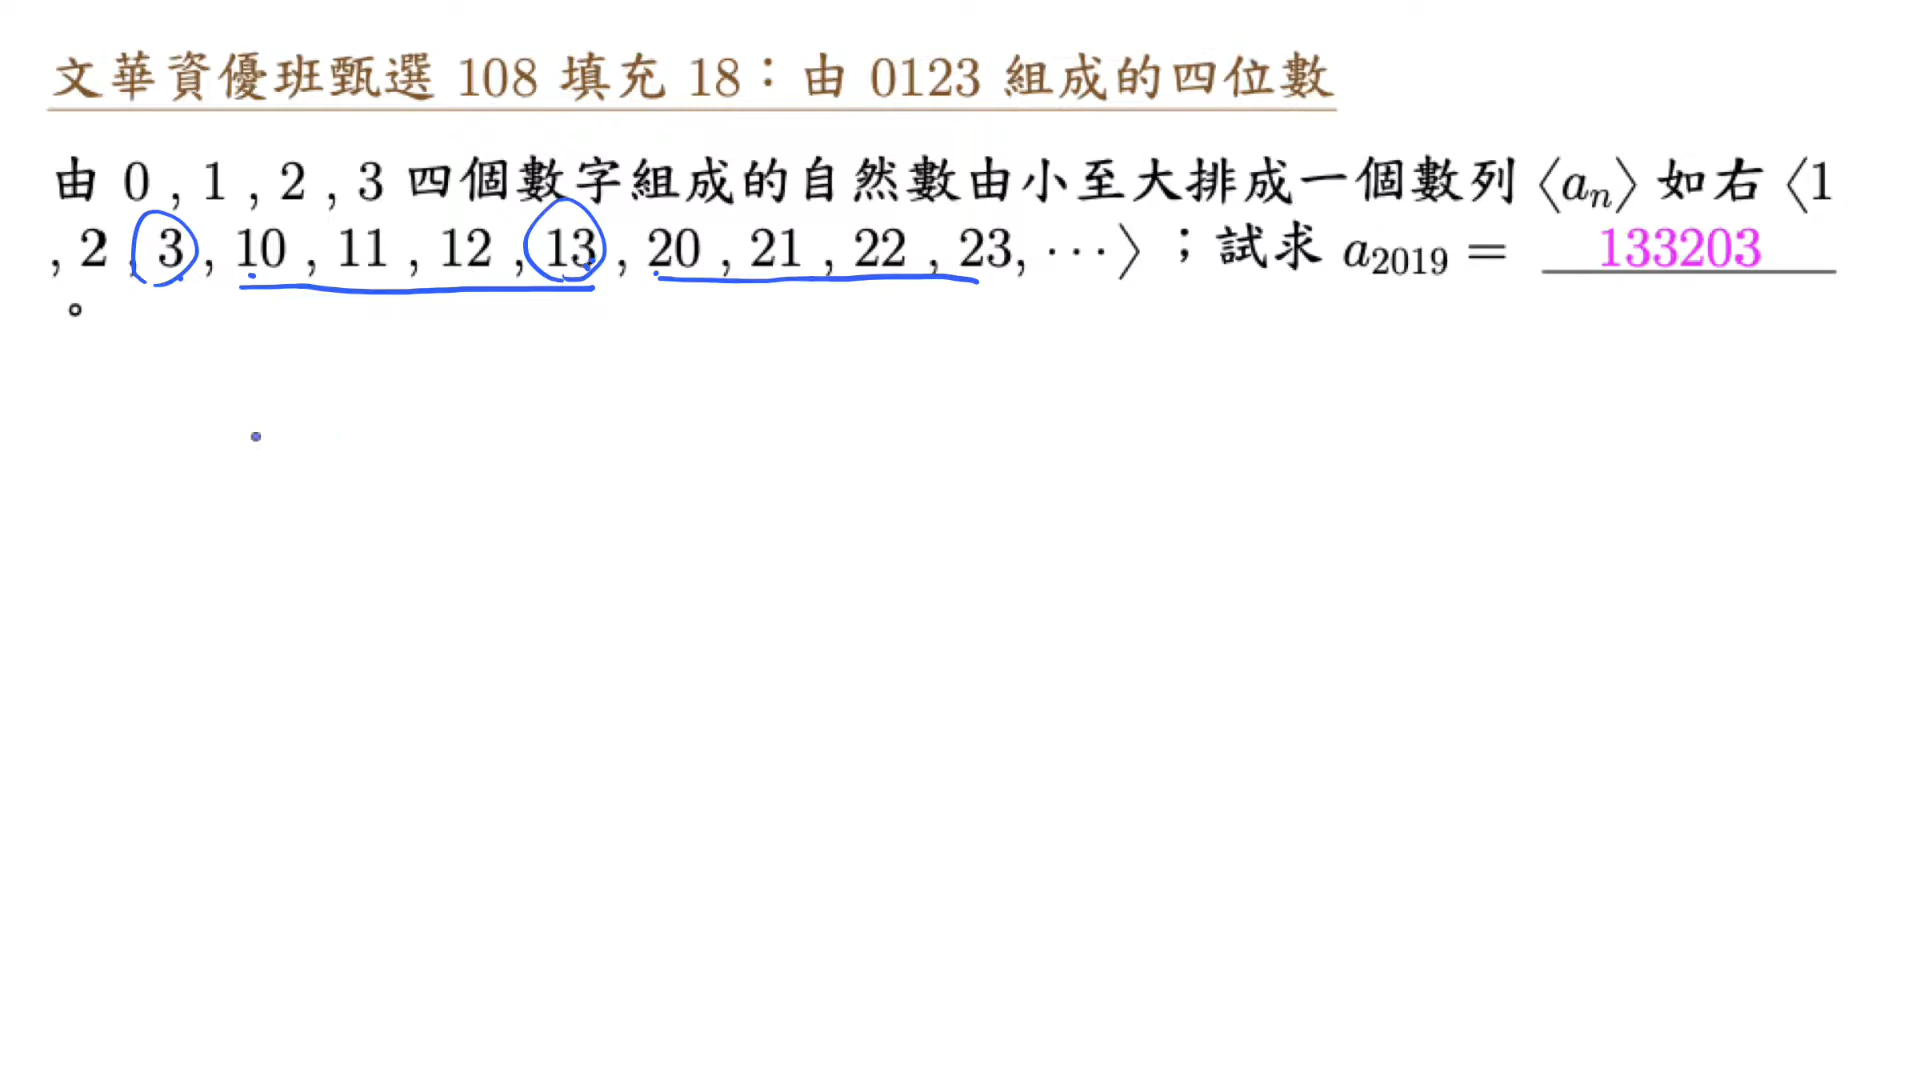 文華資優班甄選 108 填充 18：由 0123 組成的四位數
由 0 , 1 , 2 , 3 四個數字組成的自然數由小至大排成一個數列 ⟨aₙ⟩ 如右 ⟨1
, 2 , 3 , 10 , 11 , 12 , 13 , 20 , 21 , 22 , 23, ⋯⟩ ；試求 a₂₀₁₉ = 133203
。